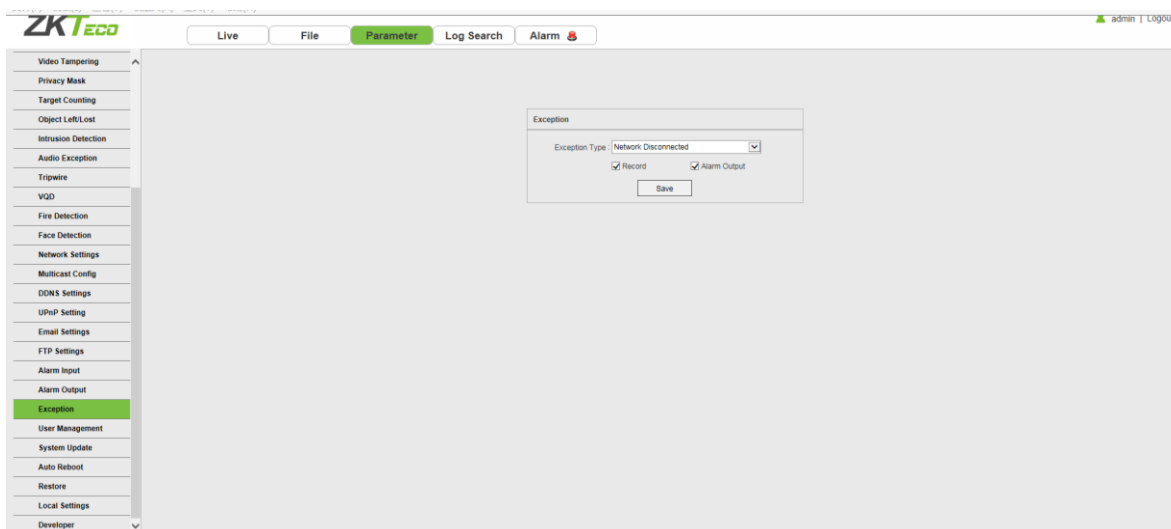 ZKTECO
admin | Logou
Live
File
Parameter
Log Search
Alarm
Video Tampering
Privacy Mask
Target Counting
Object Left/Lost
Intrusion Detection
Audio Exception
Tripwire
VQD
Fire Detection
Face Detection
Network Settings
Multicast Config
DDNS Settings
UPnP Setting
Email Settings
FTP Settings
Alarm Input
Alarm Output
Exception
User Management
System Update
Auto Reboot
Restore
Local Settings
Developer
Exception
Exception Type : Network Disconnected
Record Alarm Output
Save